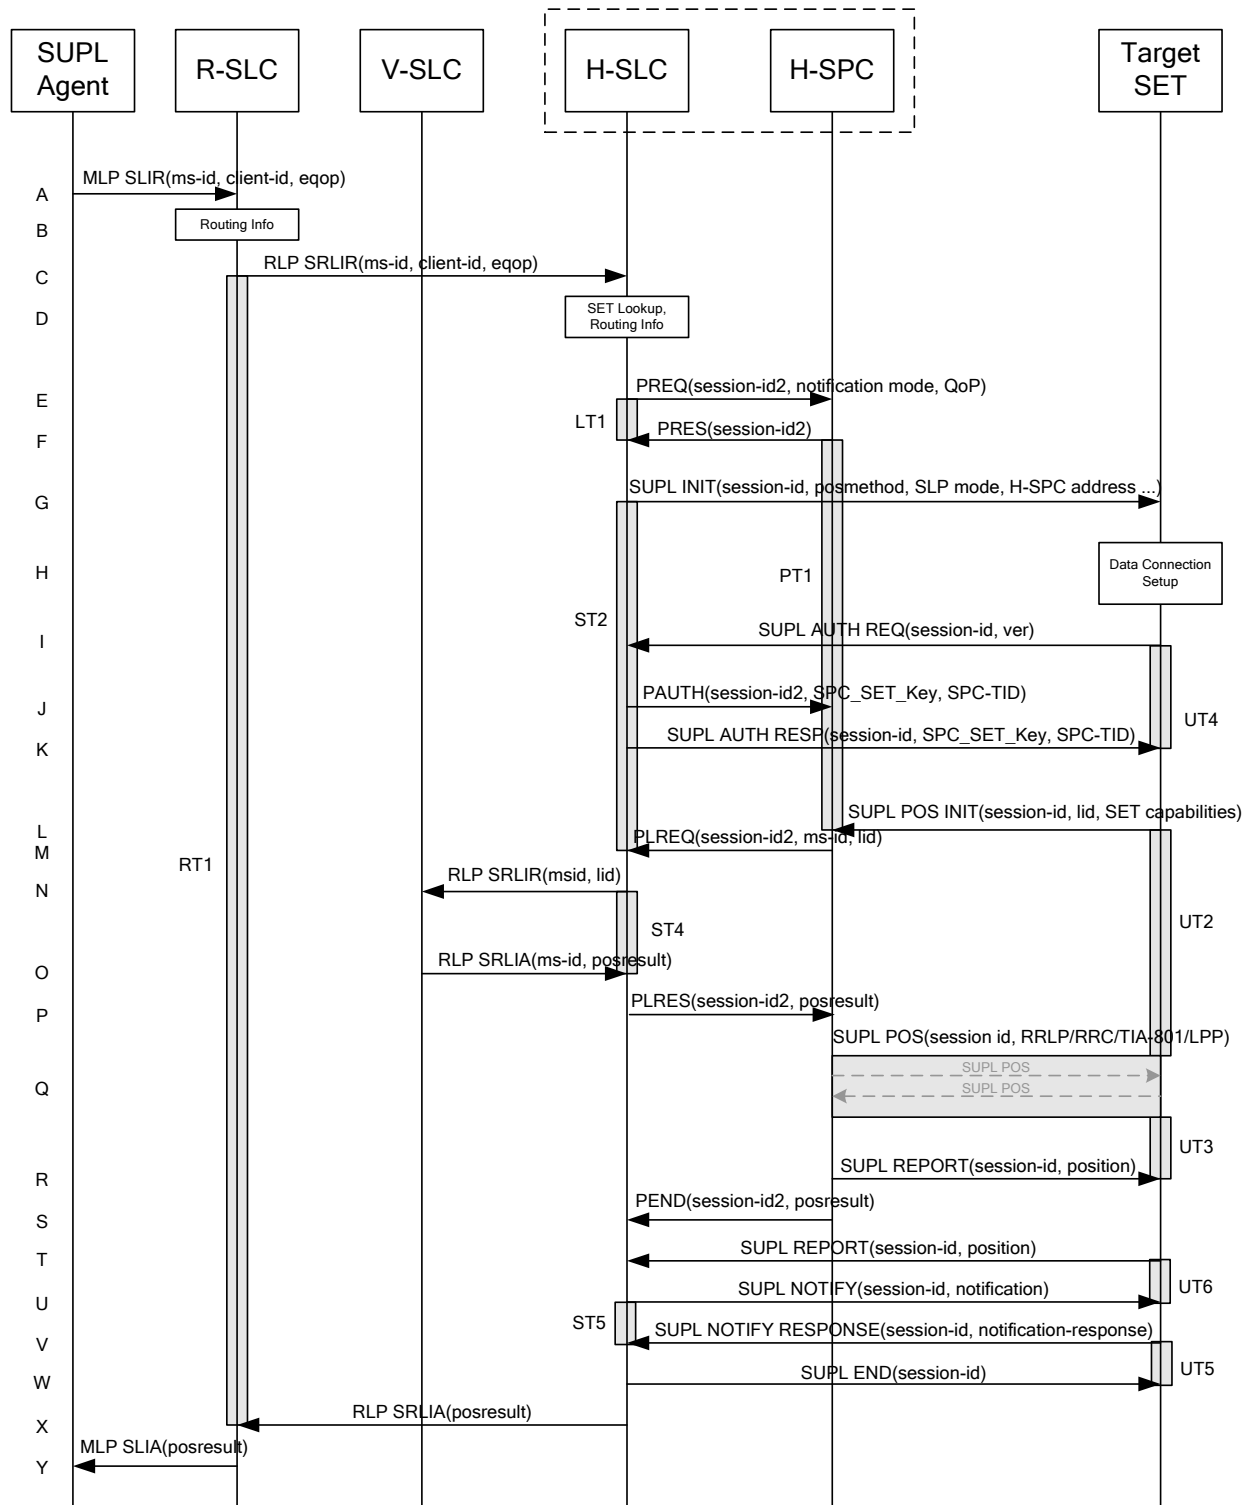 SUPL
Agent
R-SLC
V-SLC
H-SLC
H-SPC
Target
SET
A
MLP SLIR(ms-id, client-id, eqop)
B
Routing Info
C
RLP SRLIR(ms-id, client-id, eqop)
D
SET Lookup,
Routing Info
E
PREQ(session-id2, notification mode, QoP)
LT1
F
PRES(session-id2)
G
SUPL INIT(session-id, posmethod, SLP mode, H-SPC address ...)
H
PT1
Data Connection
Setup
ST2
I
SUPL AUTH REQ(session-id, ver)
J
PAUTH(session-id2, SPC_SET_Key, SPC-TID)
UT4
K
SUPL AUTH RESP(session-id, SPC_SET_Key, SPC-TID)
L
SUPL POS INIT(session-id, lid, SET capabilities)
M
PLREQ(session-id2, ms-id, lid)
RT1
N
RLP SRLIR(msid, lid)
ST4
UT2
O
RLP SRLIA(ms-id, posresult)
P
PLRES(session-id2, posresult)
SUPL POS(session id, RRLP/RRC/TIA-801/LPP)
SUPL POS
Q
SUPL POS
UT3
R
SUPL REPORT(session-id, position)
S
PEND(session-id2, posresult)
T
SUPL REPORT(session-id, position)
UT6
U
SUPL NOTIFY(session-id, notification)
ST5
V
SUPL NOTIFY RESPONSE(session-id, notification-response)
UT5
W
SUPL END(session-id)
X
RLP SRLIA(posresult)
Y
MLP SLIA(posresult)